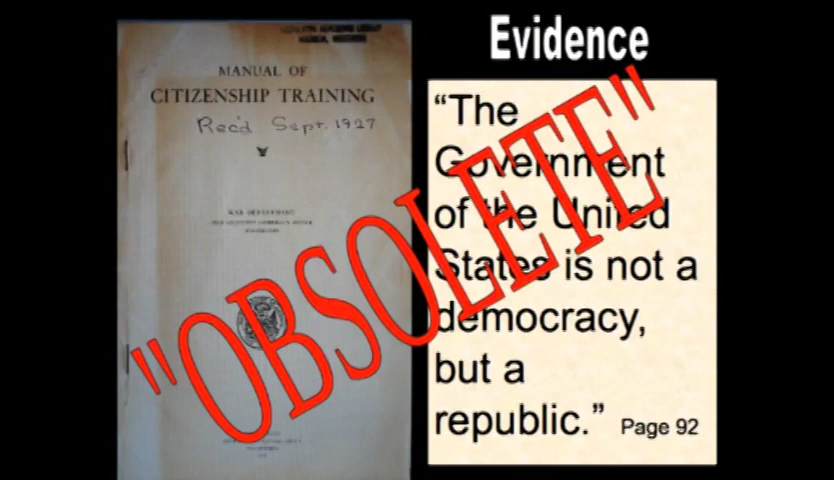 Evidence
MANUAL OF
CITIZENSHIP TRAINING
Rec'd Sept. 1927
WAR DEPARTMENT
"OBSOLETE"
“The
Government
of the United
States is not a
democracy,
but a
republic.” Page 92